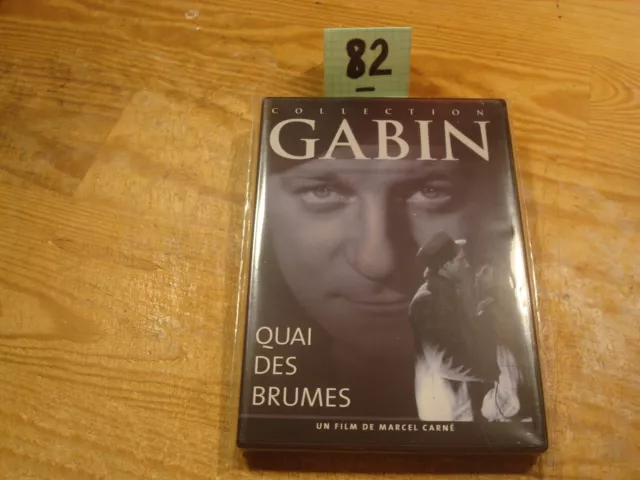 82
COLLECTION
GABIN
QUAI
DES
BRUMES
UN FILM DE MARCEL CARNÉ